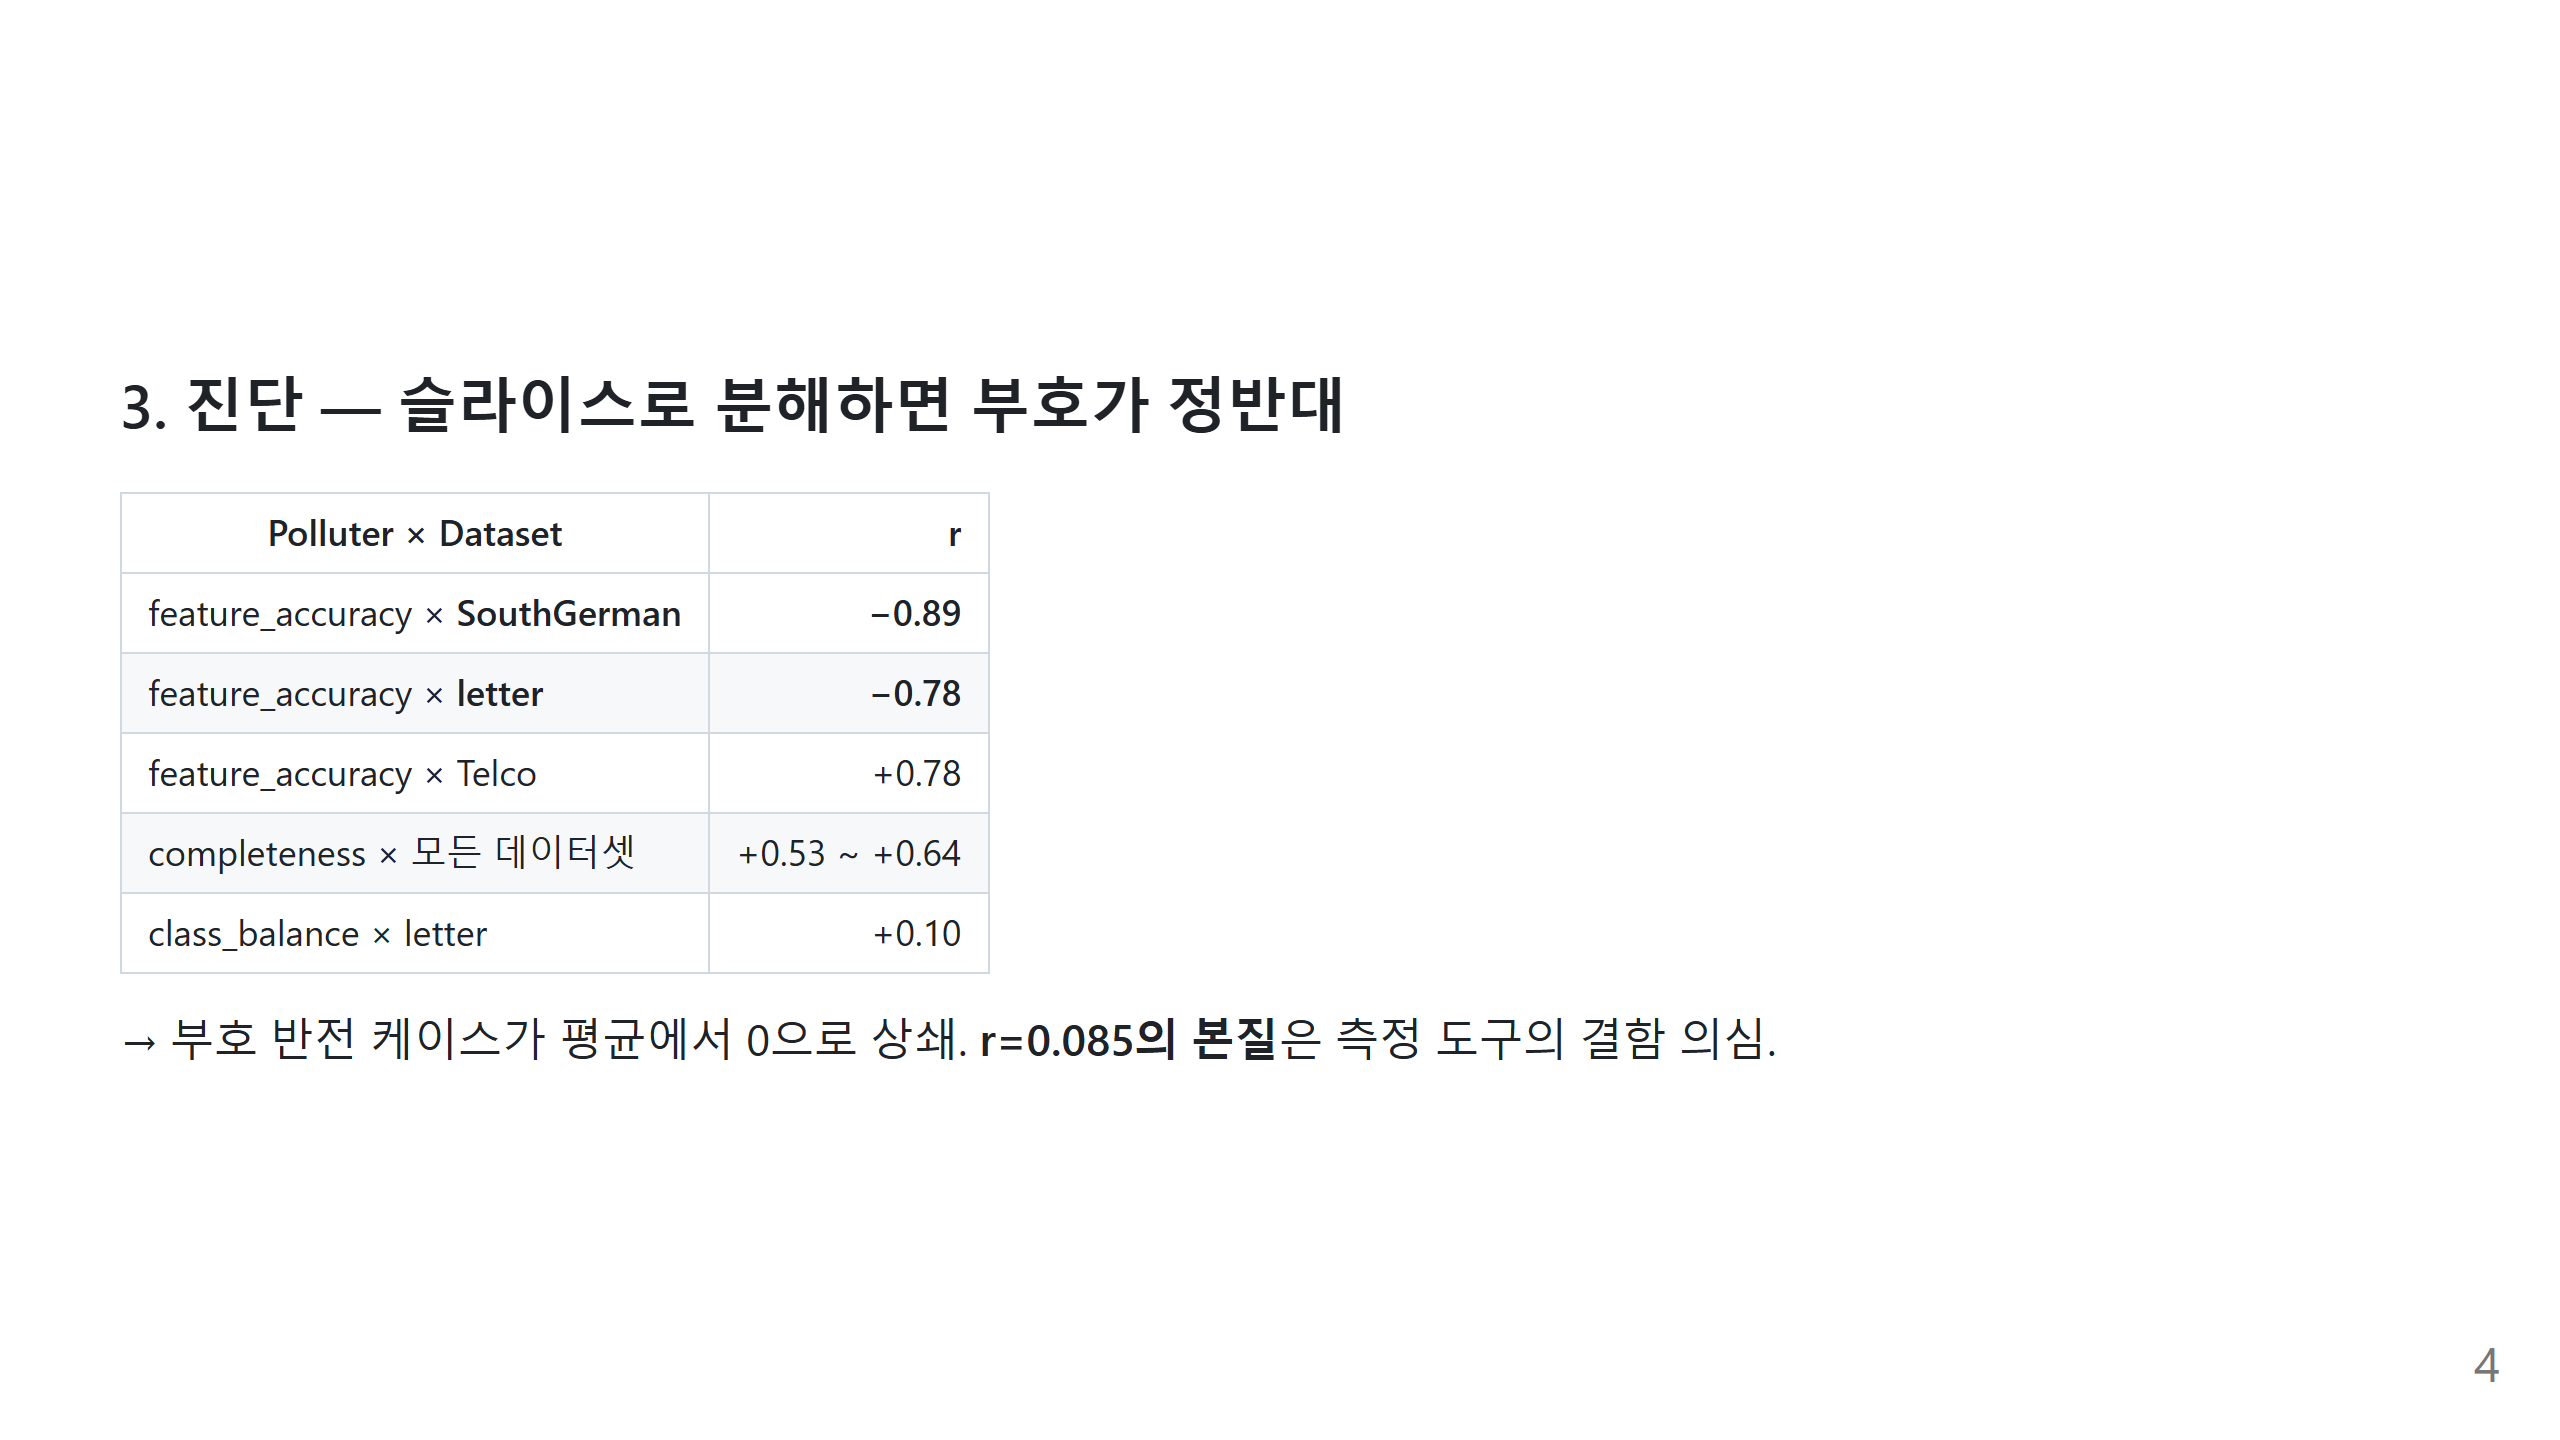 3. 진단 — 슬라이스로 분해하면 부호가 정반대
Polluter × Dataset r
feature_accuracy × SouthGerman −0.89
feature_accuracy × letter −0.78
feature_accuracy × Telco +0.78
completeness × 모든 데이터셋 +0.53 ~ +0.64
class_balance × letter +0.10
→ 부호 반전 케이스가 평균에서 0으로 상쇄. r=0.085의 본질은 측정 도구의 결함 의심.
4